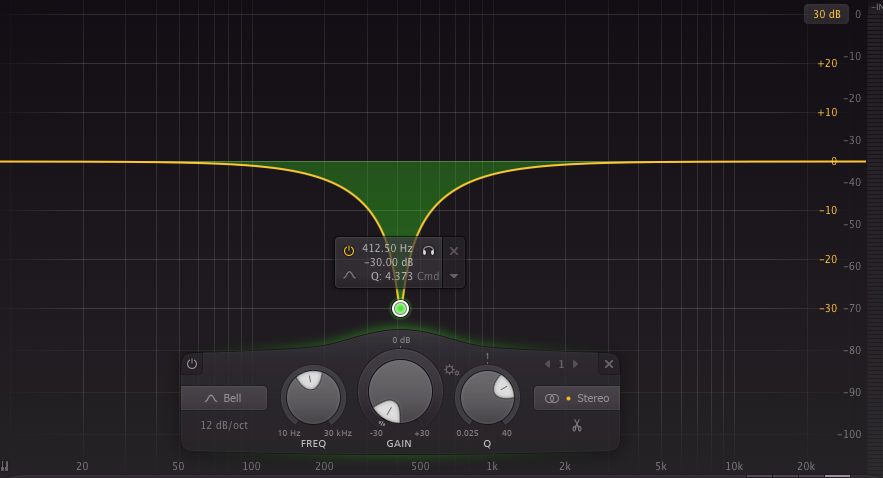 30 dB
0
-IN
+20
-10
+10
-20
-30
0
-40
-10
-50
-20
-60
-30
-70
-80
-90
-100
412.50 Hz
-30.00 dB
Q: 4.373 Cmd
0 dB
1
1
Bell
Stereo
12 dB/oct
10 Hz
30 kHz
FREQ
-30
+30
GAIN
0.025
40
Q
20
50
100
200
500
1k
2k
5k
10k
20k